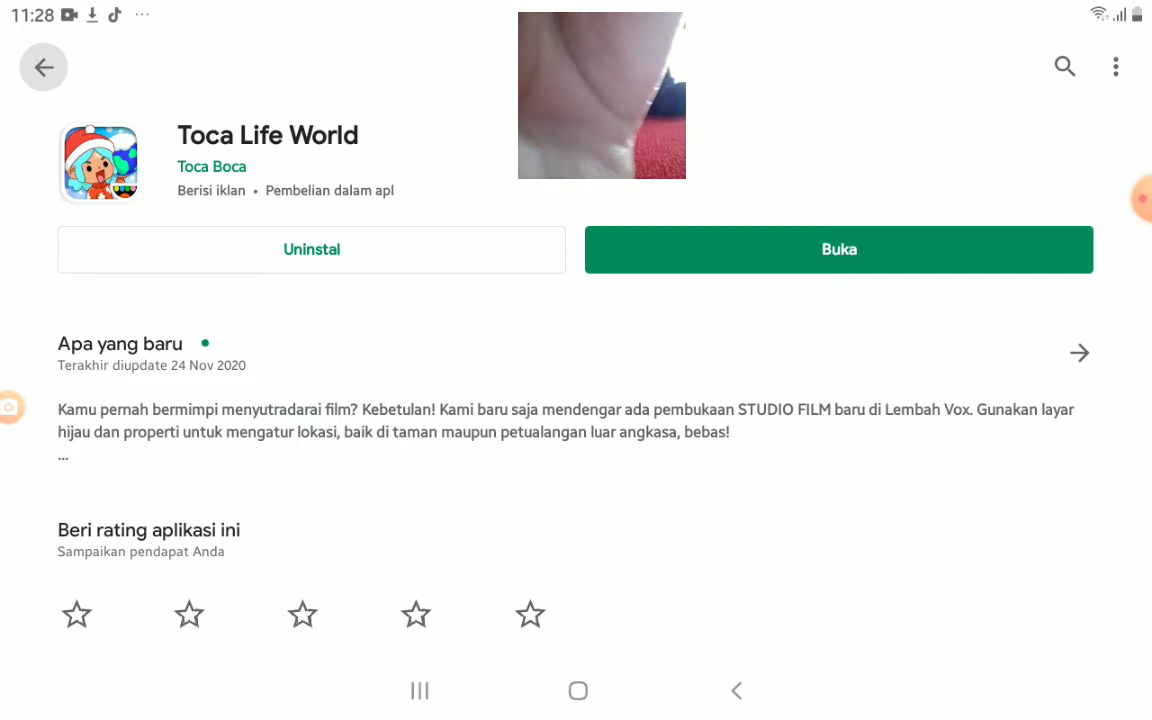 11:28
Toca Life World
Toca Boca
Berisi iklan • Pembelian dalam apl
Uninstal
Buka
Apa yang baru
Terakhir diupdate 24 Nov 2020
Kamu pernah bermimpi menyutradarai film? Kebetulan! Kami baru saja mendengar ada pembukaan STUDIO FILM baru di Lembah Vox. Gunakan layar
hijau dan properti untuk mengatur lokasi, baik di taman maupun petualangan luar angkasa, bebas!
...
Beri rating aplikasi ini
Sampaikan pendapat Anda